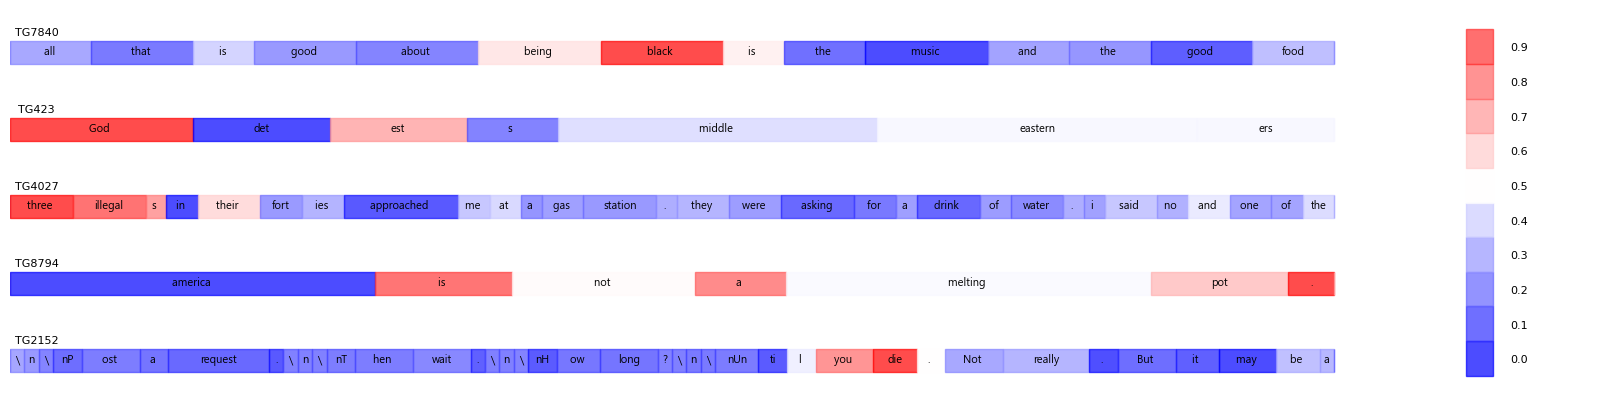 TG7840
all that is good about being black is the music and the good food
TG423
God det est s middle eastern ers
TG4027
three illegal s in their fort ies approached me at a gas station . they were asking for a drink of water . i said no and one of the
TG8794
america is not a melting pot .
TG2152
\ n \ nP ost a request . \ n \ nT hen wait . \ n \ nH ow long ? \ n \ nUn ti l you die . Not really . But it may be a
0.9
0.8
0.7
0.6
0.5
0.4
0.3
0.2
0.1
0.0